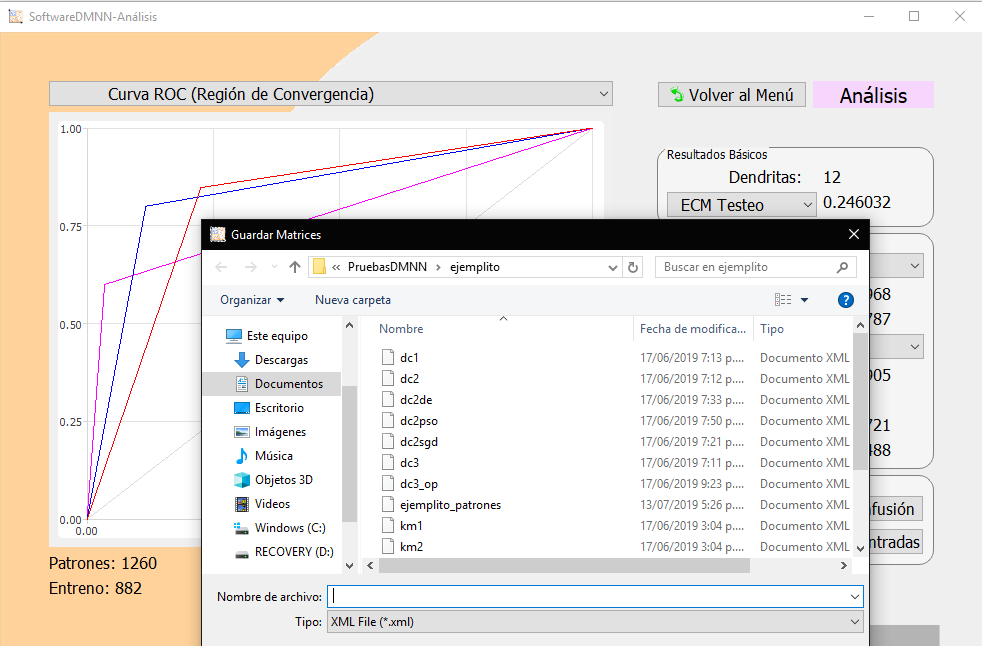 SoftwareDMNN-Análisis
Curva ROC (Región de Convergencia)
Volver al Menú
Análisis
1.00
0.75
0.50
0.25
0.00
0.00
Patrones: 1260
Entreno: 882
Resultados Básicos
Dendritas: 12
ECM Testeo 0.246032
968
787
905
721
488
nfusión
ntradas
Guardar Matrices
« PruebasDMNN › ejemplito
Buscar en ejemplito
Organizar
Nueva carpeta
?
Este equipo
Descargas
Documentos
Escritorio
Imágenes
Música
Objetos 3D
Videos
Windows (C:)
RECOVERY (D:)
Nombre Fecha de modifica... Tipo
dc1 17/06/2019 7:13 p.... Documento XML
dc2 17/06/2019 7:12 p.... Documento XML
dc2de 17/06/2019 7:33 p.... Documento XML
dc2pso 17/06/2019 7:50 p.... Documento XML
dc2sgd 17/06/2019 7:21 p.... Documento XML
dc3 17/06/2019 7:11 p.... Documento XML
dc3_op 17/06/2019 9:23 p.... Documento XML
ejemplito_patrones 13/07/2019 5:26 p.... Documento XML
km1 17/06/2019 3:04 p.... Documento XML
km2 17/06/2019 3:04 p.... Documento XML
Nombre de archivo:
Tipo: XML File (*.xml)